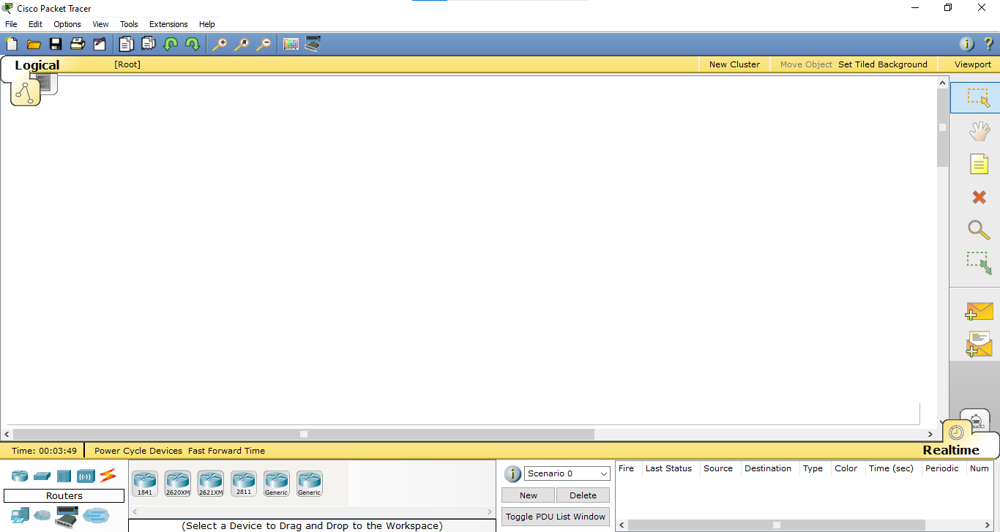 Cisco Packet Tracer
File Edit Options View Tools Extensions Help
Logical [Root] New Cluster Move Object Set Tiled Background Viewport
Time: 00:03:49 Power Cycle Devices Fast Forward Time Realtime
Routers
1841 2620XM 2621XM 2811 Generic Generic
(Select a Device to Drag and Drop to the Workspace)
Scenario 0
New Delete
Toggle PDU List Window
Fire Last Status Source Destination Type Color Time (sec) Periodic Num